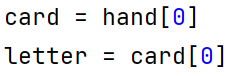 card = hand[0]
letter = card[0]